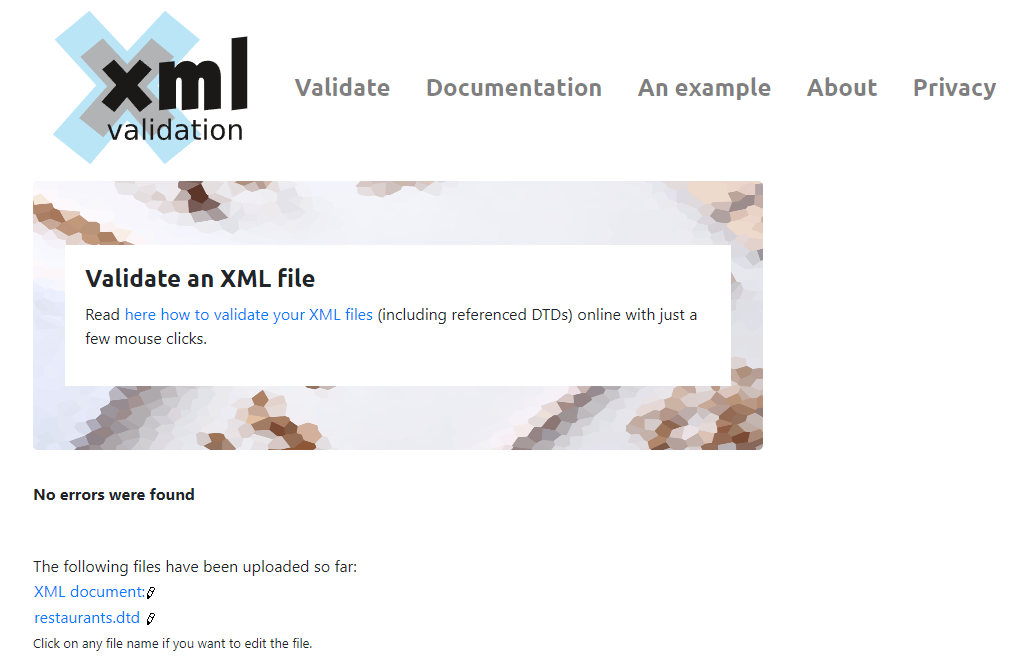 xml
validation
Validate Documentation An example About Privacy
Validate an XML file
Read here how to validate your XML files (including referenced DTDs) online with just a
few mouse clicks.
No errors were found
The following files have been uploaded so far:
XML document:
restaurants.dtd
Click on any file name if you want to edit the file.